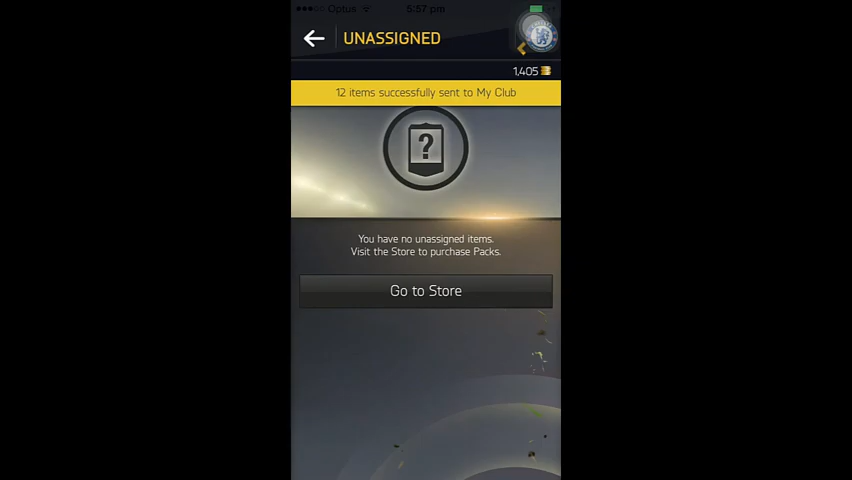 Optus
5:57 pm
UNASSIGNED
1,405
12 items successfully sent to My Club
?
You have no unassigned items.
Visit the Store to purchase Packs.
Go to Store